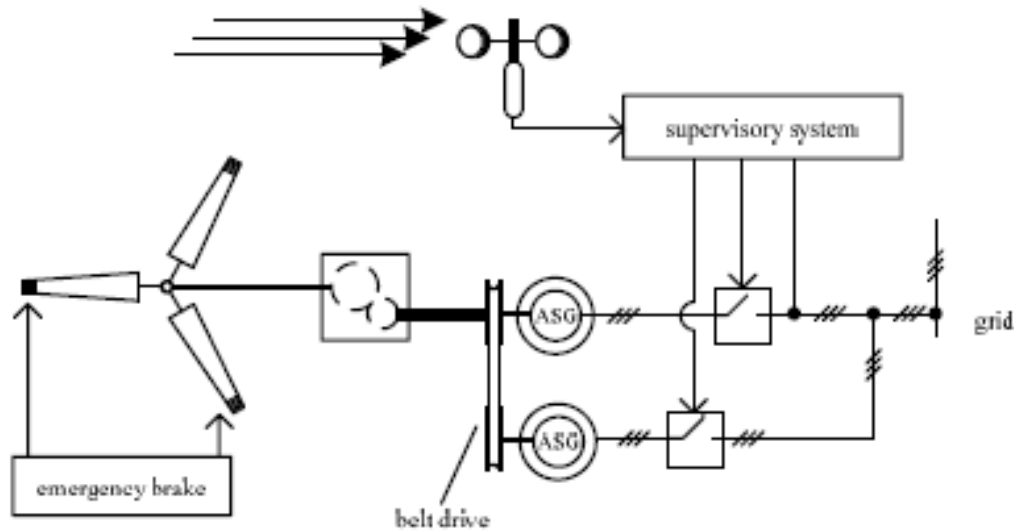 supervisory system
ASG
grid
ASG
emergency brake
belt drive